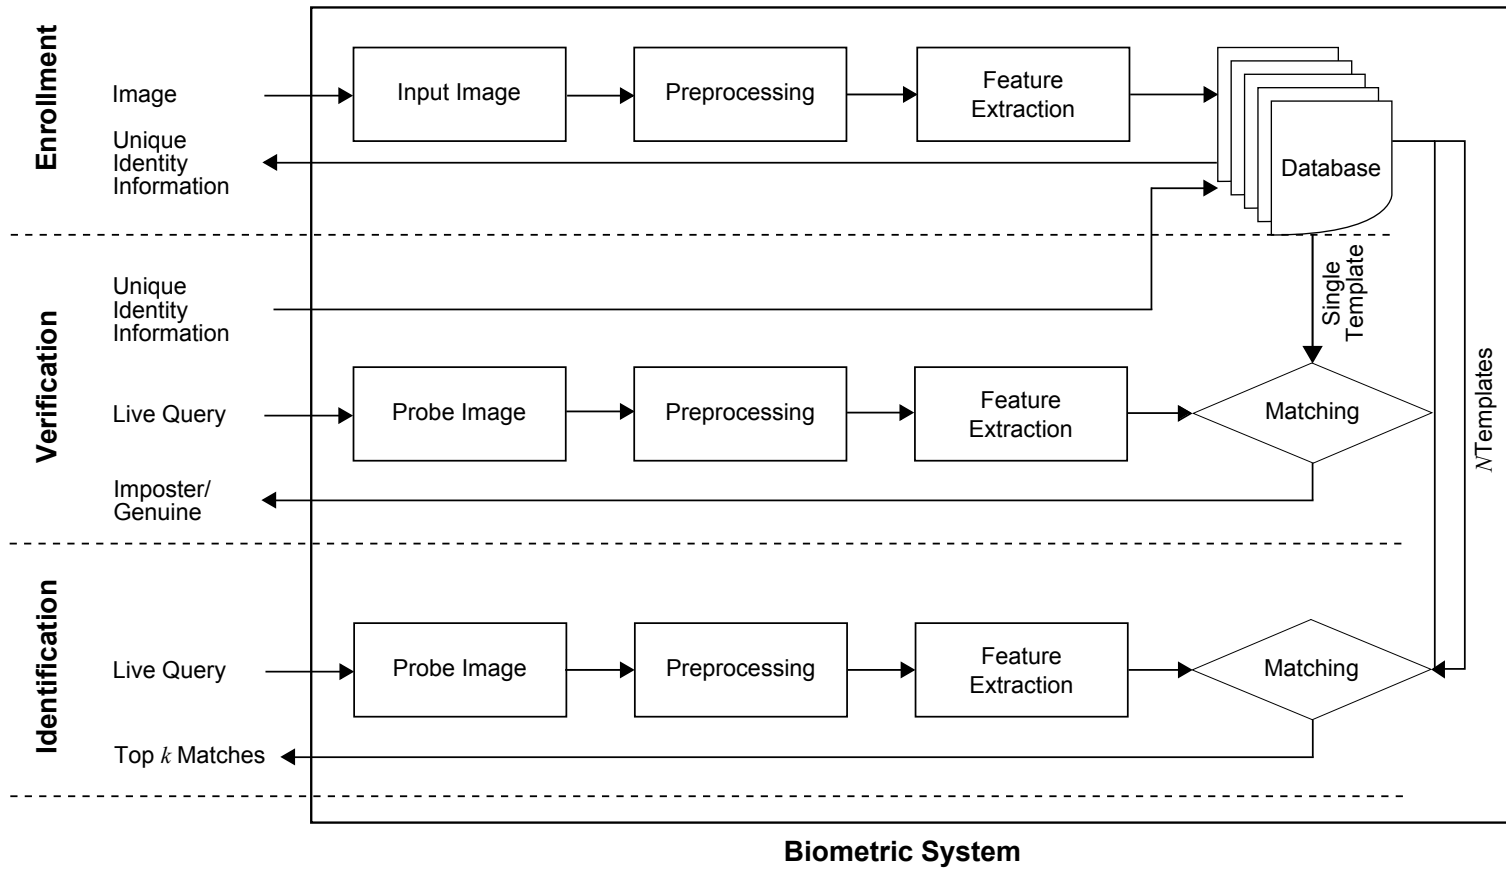 Enrollment
Image
Input Image
Preprocessing
Feature
Extraction
Unique
Identity
Information
Database
Verification
Unique
Identity
Information
Single
Template
N Templates
Live Query
Probe Image
Preprocessing
Feature
Extraction
Matching
Imposter/
Genuine
Identification
Live Query
Probe Image
Preprocessing
Feature
Extraction
Matching
Top k Matches
Biometric System